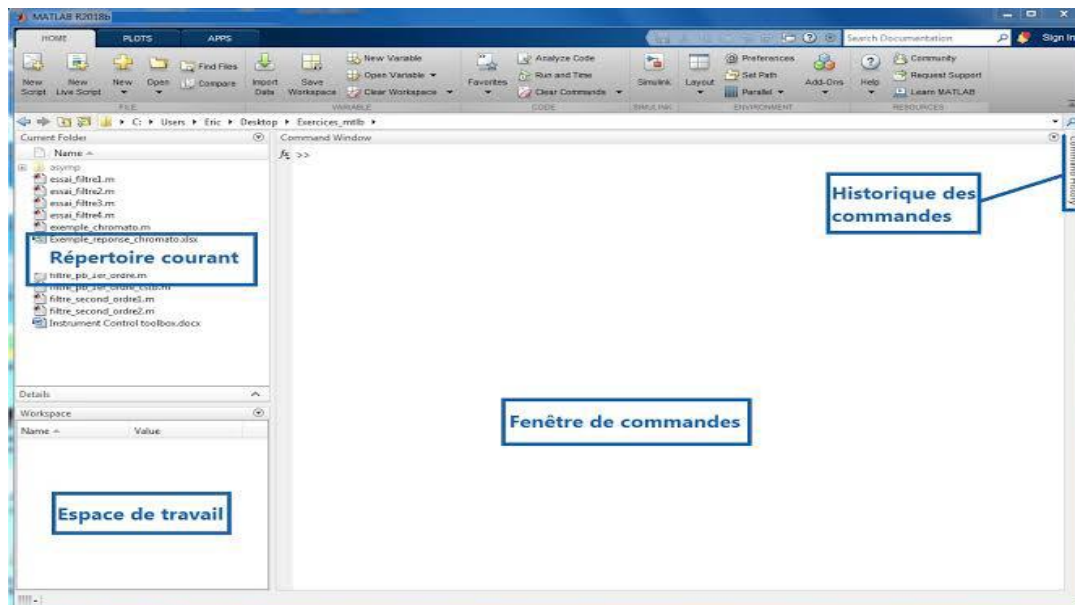 MATLAB R2018b
HOME PLOTS APPS
Search Documentation
Sign In
New Script
New Live Script
New
Open
Find Files
Compare
Import Data
Save Workspace
New Variable
Open Variable
Clear Workspace
Favorites
Analyze Code
Run and Time
Clear Commands
Simulink
Layout
Preferences
Set Path
Parallel
Add-Ons
Help
Community
Request Support
Learn MATLAB
FILE VARIABLE CODE SIMULINK ENVIRONMENT RESOURCES
C: Users Eric Desktop Exercices_mtlb
Current Folder
Name
asymp
essai_filtre1.m
essai_filtre2.m
essai_filtre3.m
essai_filtre4.m
exemple_chromato.m
Exemple_reponse_chromato.xlsx
Répertoire courant
filtre_pb_1er_ordre.m
filtre_second_ordre1.m
filtre_second_ordre2.m
Instrument Control toolbox.docx
Details
Workspace
Name Value
Espace de travail
Command Window
fx >>
Fenêtre de commandes
Historique des
commandes
Command History